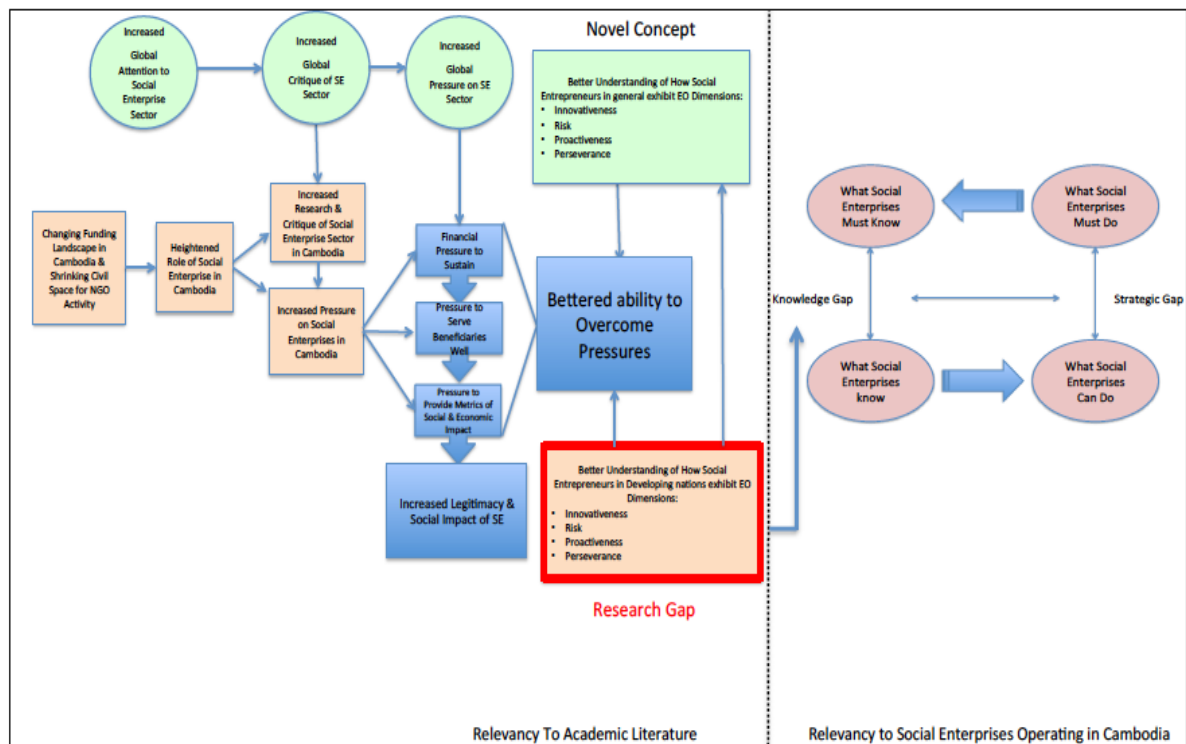 Increased
Global
Attention to
Social
Enterprise
Sector
Increased
Global
Critique of SE
Sector
Increased
Global
Pressure on SE
Sector
Novel Concept
Better Understanding of How Social
Entrepreneurs in general exhibit EO Dimensions:
• Innovativeness
• Risk
• Proactiveness
• Perseverance
Changing Funding
Landscape in
Cambodia &
Shrinking Civil
Space for NGO
Activity
Heightened
Role of Social
Enterprise in
Cambodia
Increased
Research &
Critique of Social
Enterprise Sector
in Cambodia
Increased Pressure
on Social
Enterprises in
Cambodia
Financial
Pressure to
Sustain
Pressure to
Serve
Beneficiaries
Well
Pressure to
Provide Metrics of
Social & Economic
Impact
Increased Legitimacy &
Social Impact of SE
Bettered ability to
Overcome
Pressures
Better Understanding of How Social
Entrepreneurs in Developing nations exhibit EO
Dimensions:
• Innovativeness
• Risk
• Proactiveness
• Perseverance
Research Gap
What Social
Enterprises
Must Know
What Social
Enterprises
Must Do
Knowledge Gap
Strategic Gap
What Social
Enterprises
know
What Social
Enterprises
Can Do
Relevancy To Academic Literature
Relevancy to Social Enterprises Operating in Cambodia